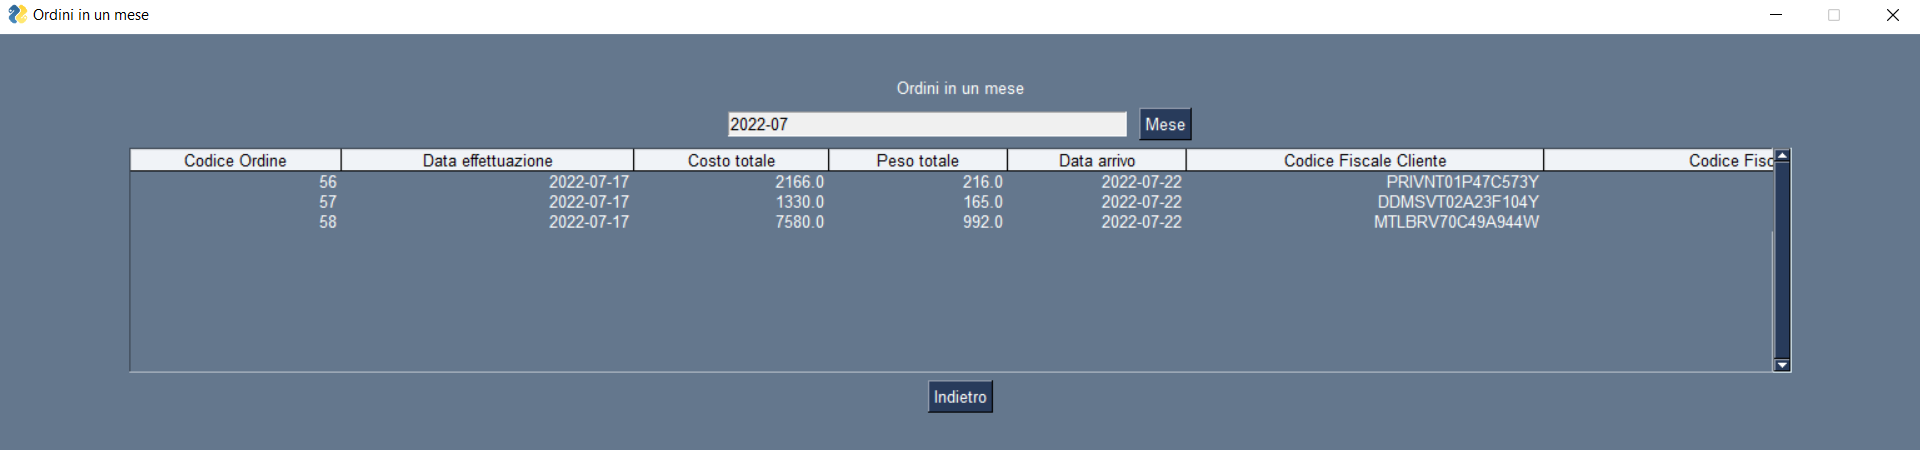 Ordini in un mese
Ordini in un mese
2022-07 Mese
Codice Ordine Data effettuazione Costo totale Peso totale Data arrivo Codice Fiscale Cliente Codice Fisc
56 2022-07-17 2166.0 216.0 2022-07-22 PRIVNT01P47C573Y
57 2022-07-17 1330.0 165.0 2022-07-22 DDMSVT02A23F104Y
58 2022-07-17 7580.0 992.0 2022-07-22 MTLBRV70C49A944W
Indietro